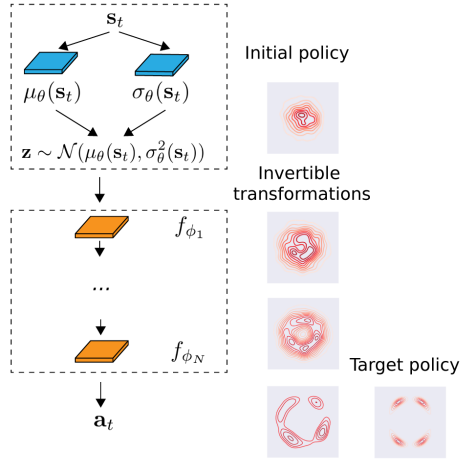 s_t
Initial policy
μ_θ(s_t)
σ_θ(s_t)
z ∼ 𝒩(μ_θ(s_t), σ_θ^2(s_t))
Invertible
transformations
f_{ϕ_1}
...
f_{ϕ_N}
Target policy
a_t